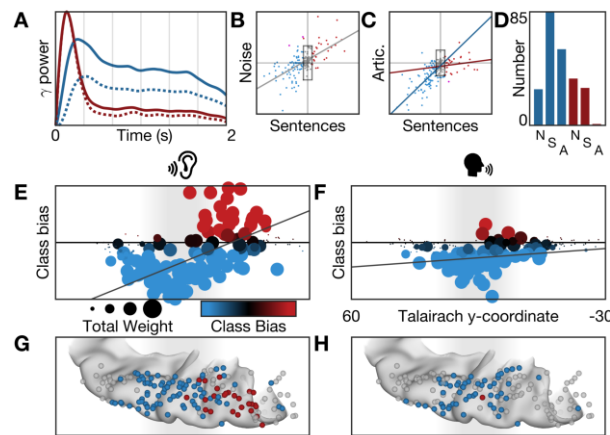 A
γ power
0
Time (s)
2
B
Noise
Sentences
C
Artic.
Sentences
D
85
Number
0
N
S
A
N
S
A
E
Class bias
Total Weight
Class Bias
F
Class bias
60
Talairach y-coordinate
-30
G
H